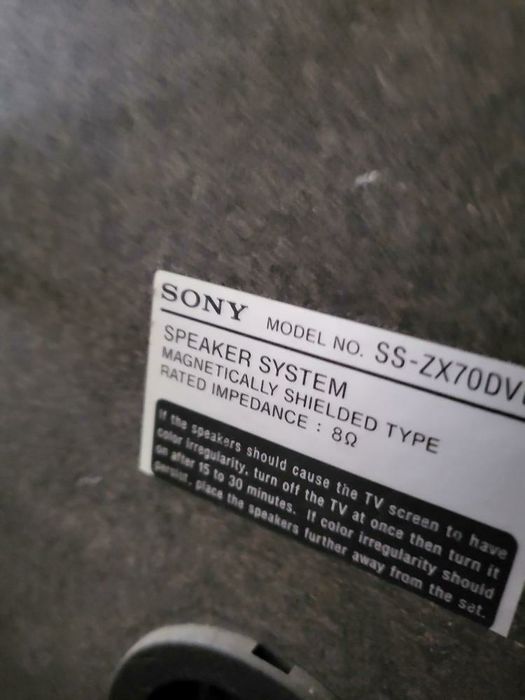 SONY MODEL NO. SS-ZX70DV
SPEAKER SYSTEM
MAGNETICALLY SHIELDED TYPE
RATED IMPEDANCE : 8Ω
If the speakers should cause the TV screen to have
color irregularity, turn off the TV at once then turn it
on after 15 to 30 minutes. If color irregularity should
persist, place the speakers further away from the set.